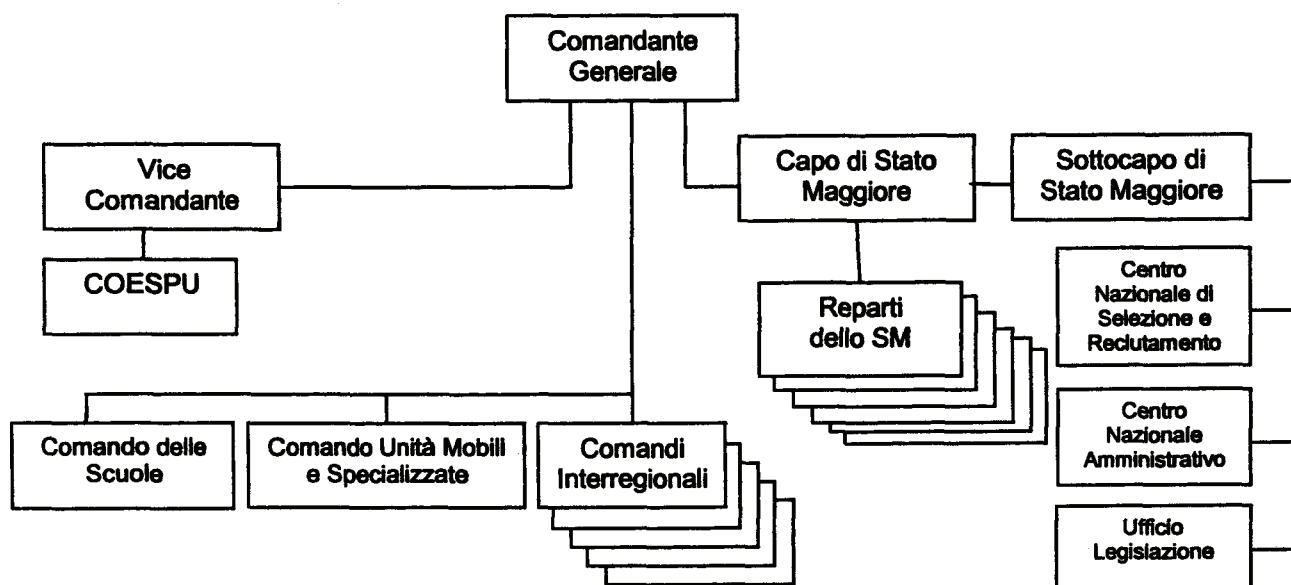 Comandante
Generale
Vice
Comandante
Capo di Stato
Maggiore
Sottocapo di
Stato Maggiore
COESPU
Reparti
dello SM
Centro
Nazionale di
Selezione e
Reclutamento
Centro
Nazionale
Amministrativo
Comando delle
Scuole
Comando Unità Mobili
e Specializzate
Comandi
Interregionali
Ufficio
Legislazione